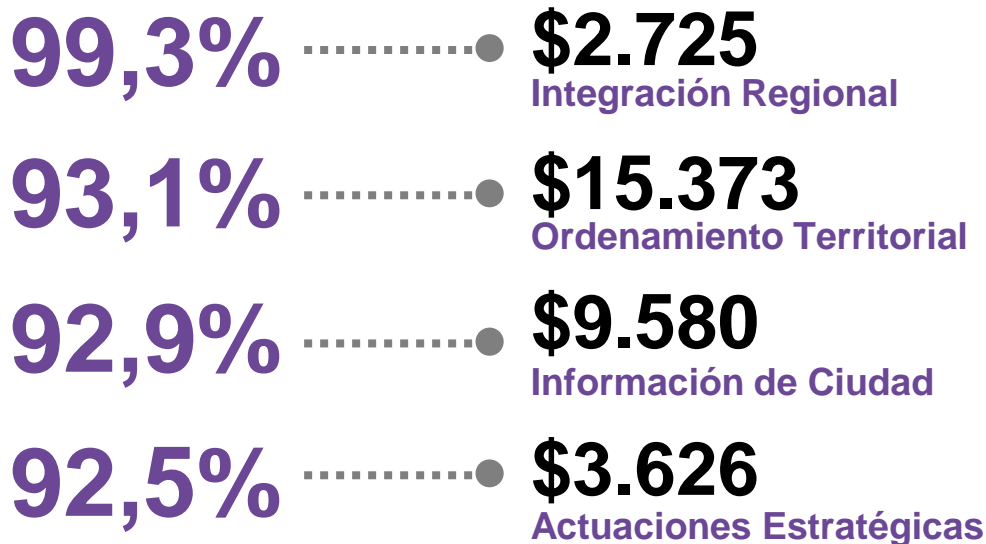 99,3%
$2.725
Integración Regional
93,1%
$15.373
Ordenamiento Territorial
92,9%
$9.580
Información de Ciudad
92,5%
$3.626
Actuaciones Estratégicas